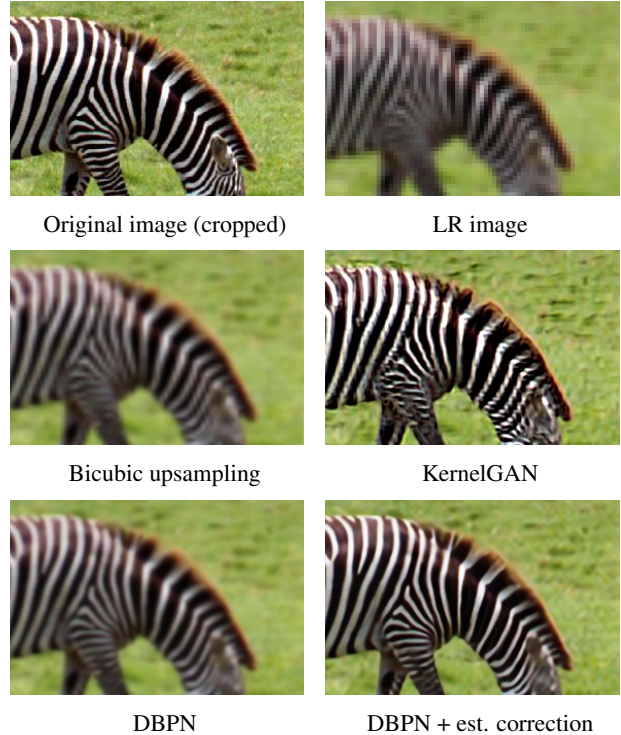 Original image (cropped)
LR image
Bicubic upsampling
KernelGAN
DBPN
DBPN + est. correction